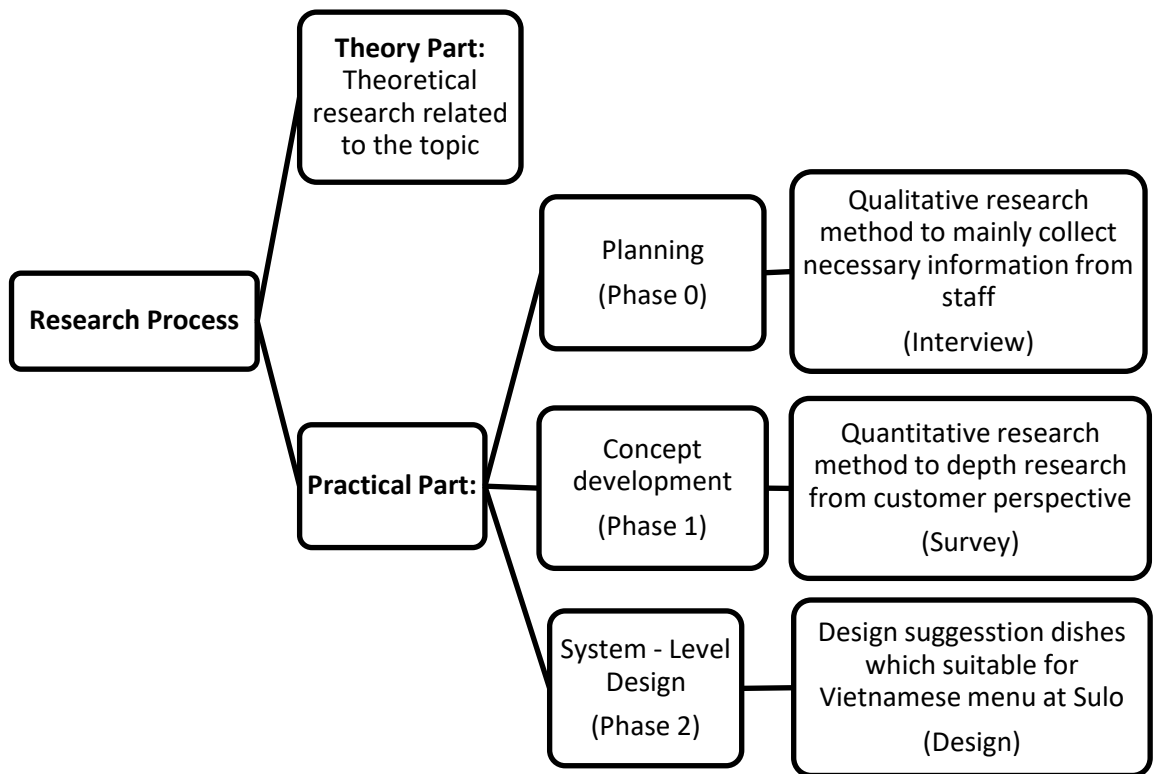 Theory Part:
Theoretical
research related
to the topic
Research Process
Practical Part:
Planning
(Phase 0)
Qualitative research
method to mainly collect
necessary information from
staff
(Interview)
Concept
development
(Phase 1)
Quantitative research
method to depth research
from customer perspective
(Survey)
System - Level
Design
(Phase 2)
Design suggesstion dishes
which suitable for
Vietnamese menu at Sulo
(Design)